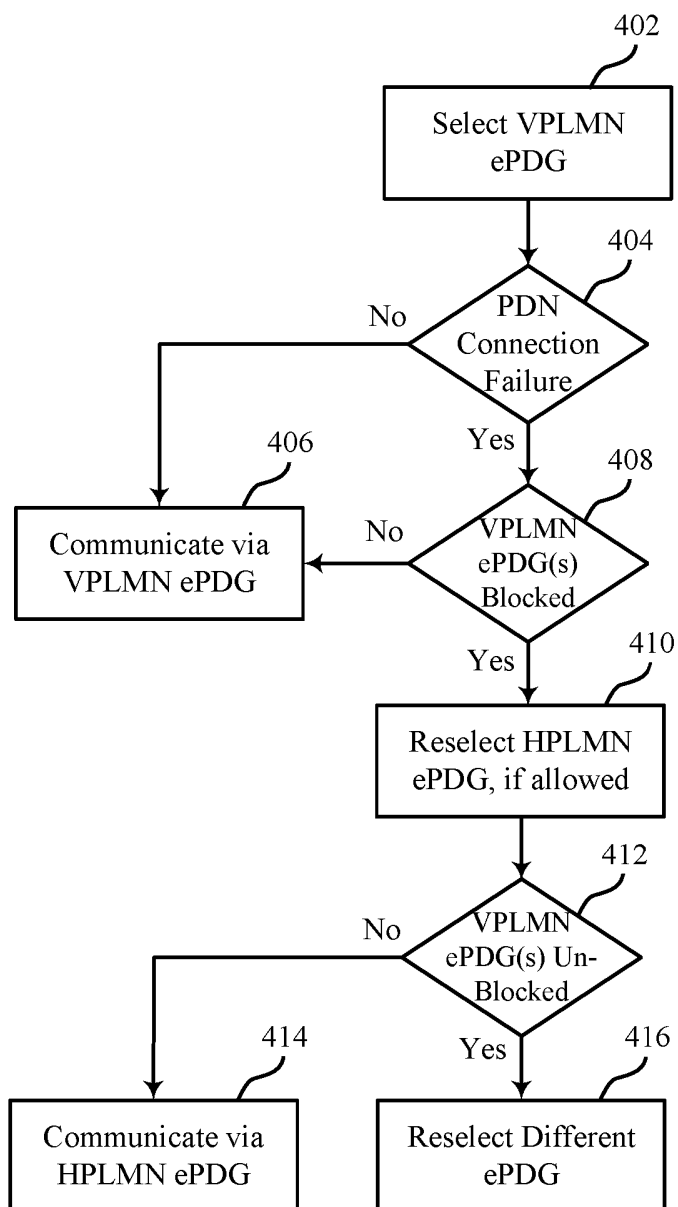 402
Select VPLMN
ePDG
404
PDN
Connection
Failure
No
Yes
406
408
Communicate via
VPLMN ePDG
No
VPLMN
ePDG(s)
Blocked
Yes
410
Reselect HPLMN
ePDG, if allowed
412
No
VPLMN
ePDG(s) Un-
Blocked
Yes
414
416
Communicate via
HPLMN ePDG
Reselect Different
ePDG